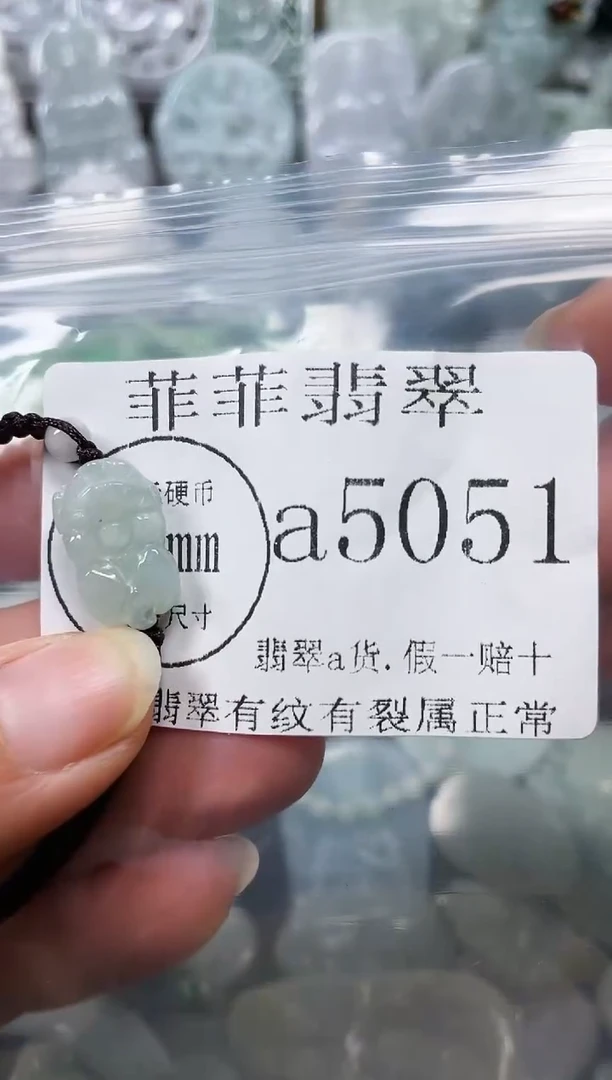 菲菲翡翠
硬币
mm
a5051
尺寸
翡翠a货.假一赔十
翡翠有纹有裂属正常